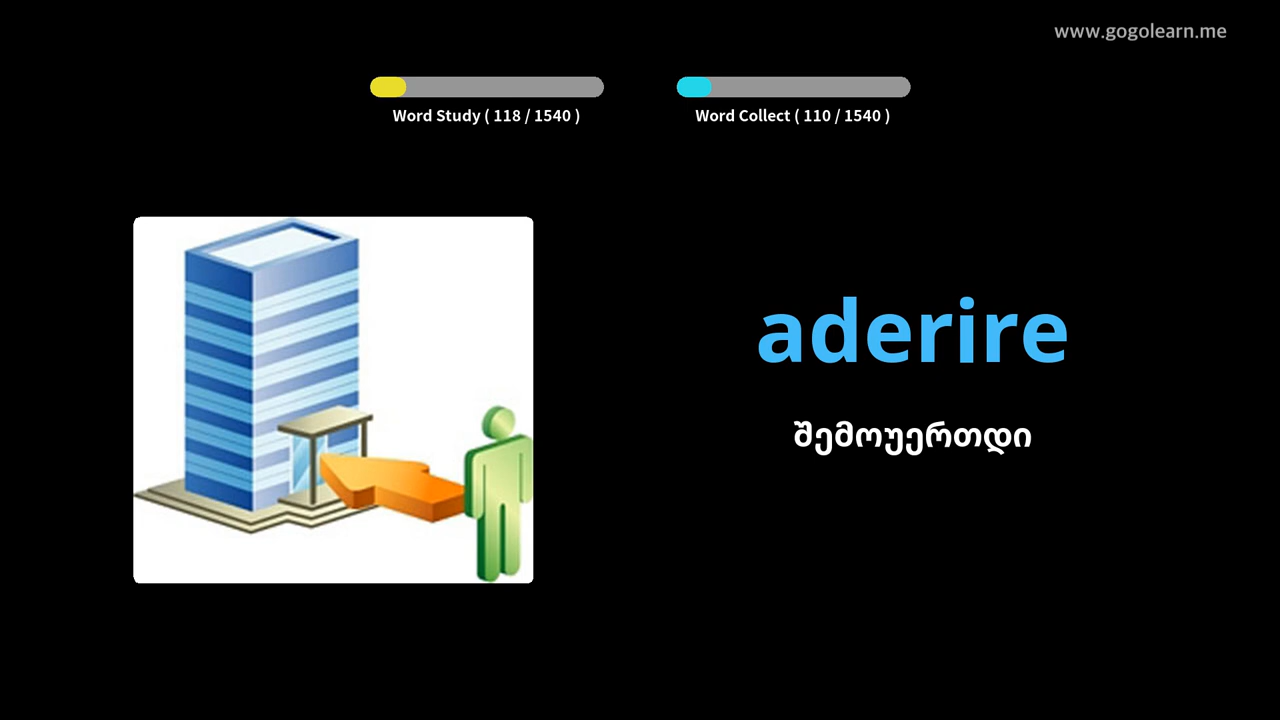 www.gogolearn.me
Word Study ( 118 / 1540 )
Word Collect ( 110 / 1540 )
aderire
შემოუერთდი